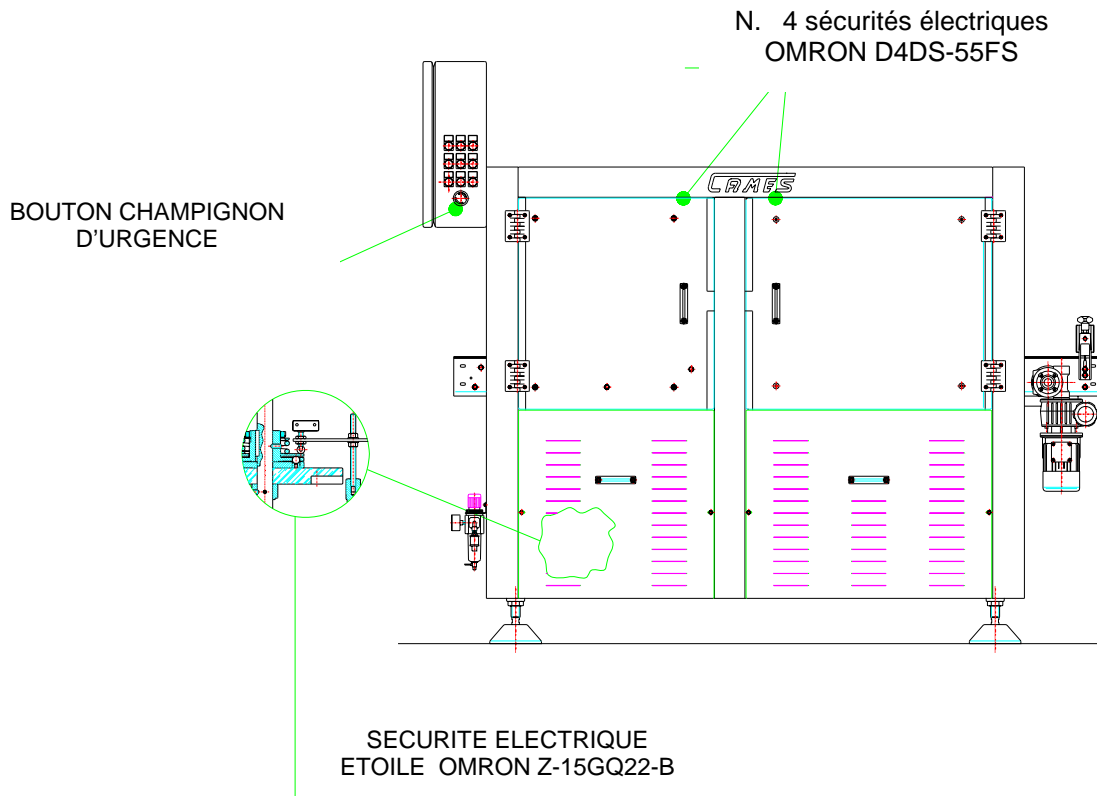 N. 4 sécurités électriques
OMRON D4DS-55FS
CAMES
BOUTON CHAMPIGNON
D'URGENCE
SECURITE ELECTRIQUE
ETOILE OMRON Z-15GQ22-B